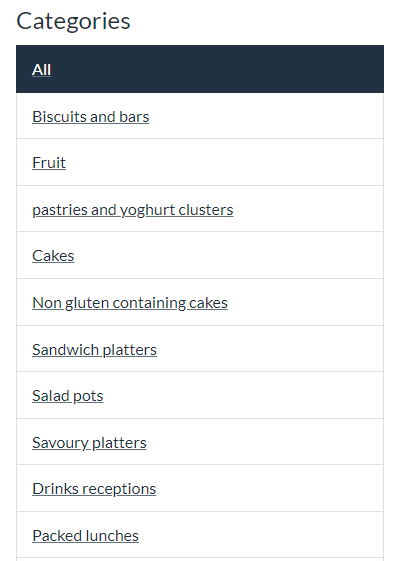 Categories
All
Biscuits and bars
Fruit
pastries and yoghurt clusters
Cakes
Non gluten containing cakes
Sandwich platters
Salad pots
Savoury platters
Drinks receptions
Packed lunches